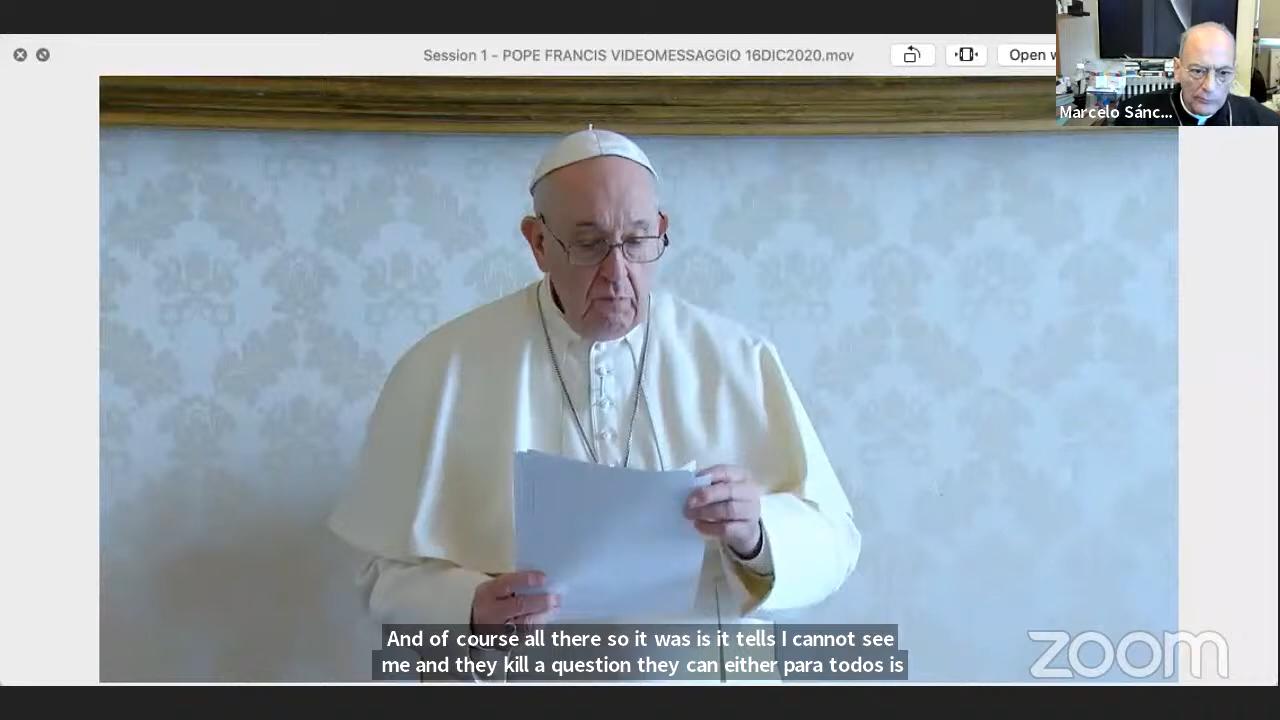 Session 1 - POPE FRANCIS VIDEOMESSAGGIO 16DIC2020.mov
Open
Marcelo Sánc...
And of course all there so it was is it tells I cannot see
me and they kill a question they can either para todos is
zoom